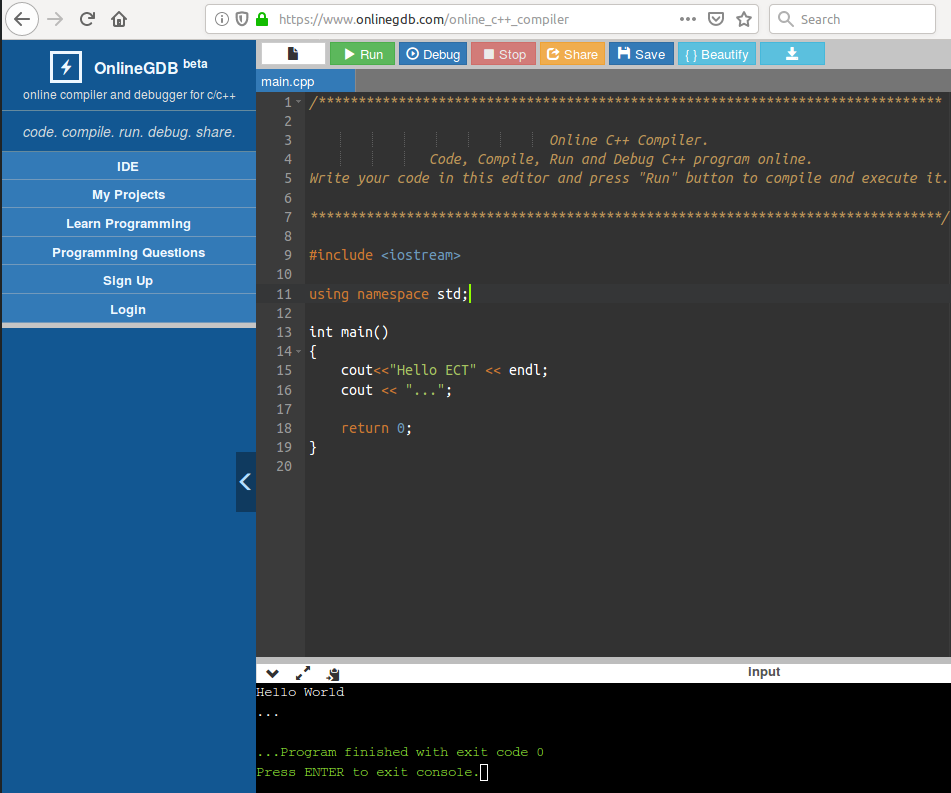 https://www.onlinegdb.com/online_c++_compiler
Search
OnlineGDB beta
online compiler and debugger for c/c++
code. compile. run. debug. share.
IDE
My Projects
Learn Programming
Programming Questions
Sign Up
Login
Run
Debug
Stop
Share
Save
{ } Beautify
main.cpp
1 /******************************************************************************
2
3 Online C++ Compiler.
4 Code, Compile, Run and Debug C++ program online.
5 Write your code in this editor and press "Run" button to compile and execute it.
6
7 *******************************************************************************/
8
9 #include <iostream>
10
11 using namespace std;
12
13 int main()
14 {
15 cout<<"Hello ECT" << endl;
16 cout << "...";
17
18 return 0;
19 }
20
input
Hello World
...
...Program finished with exit code 0
Press ENTER to exit console.